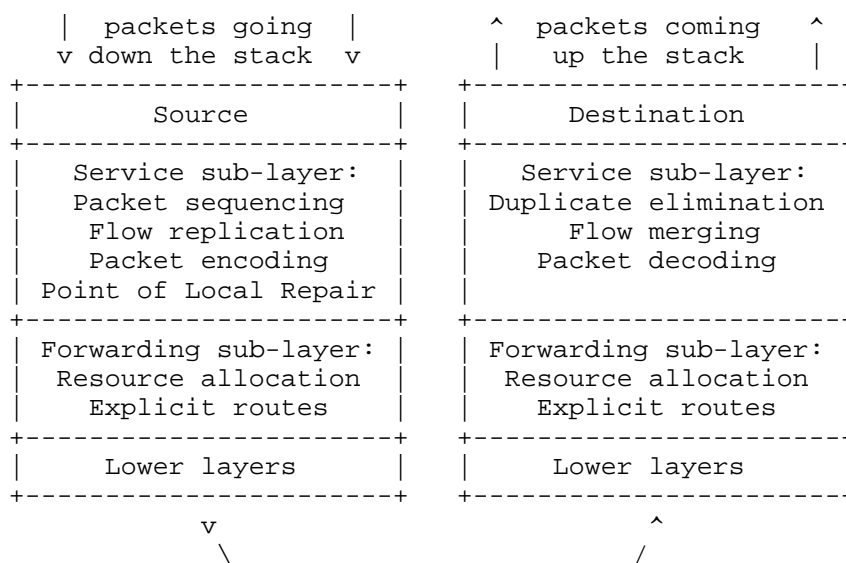 |  packets going  |        ^  packets coming   ^
  v down the stack  v        |   up the stack    |
+-----------------------+   +-----------------------
|        Source         |   |      Destination
+-----------------------+   +-----------------------
|   Service sub-layer:  |   |   Service sub-layer:
|   Packet sequencing   |   | Duplicate elimination
|    Flow replication   |   |      Flow merging
|    Packet encoding    |   |    Packet decoding
| Point of Local Repair |   |
+-----------------------+   +-----------------------
| Forwarding sub-layer: |   | Forwarding sub-layer:
|  Resource allocation  |   |  Resource allocation
|    Explicit routes    |   |    Explicit routes
+-----------------------+   +-----------------------
|     Lower layers      |   |     Lower layers
+-----------------------+   +-----------------------
            v                           ^
             \                         /